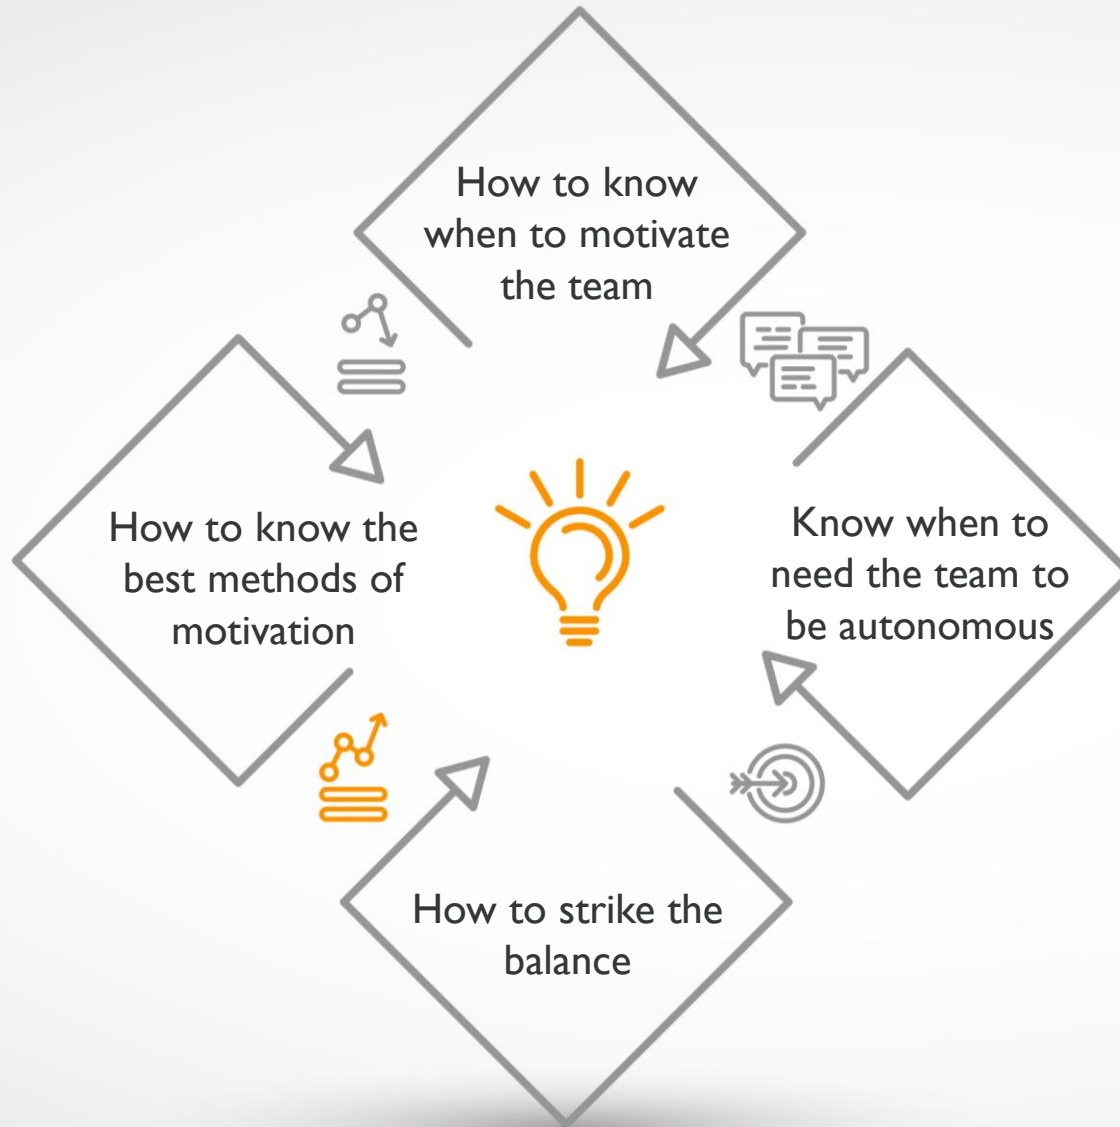 How to know
when to motivate
the team
How to know the
best methods of
motivation
Know when to
need the team to
be autonomous
How to strike the
balance